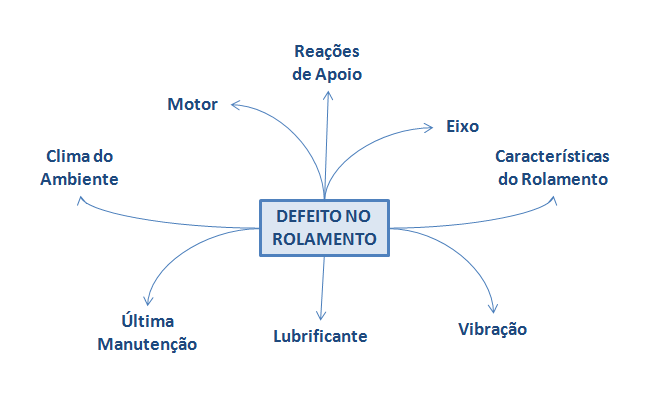 Reações
de Apoio
Motor
Eixo
Clima do
Ambiente
Características
do Rolamento
DEFEITO NO
ROLAMENTO
Última
Manutenção
Lubrificante
Vibração